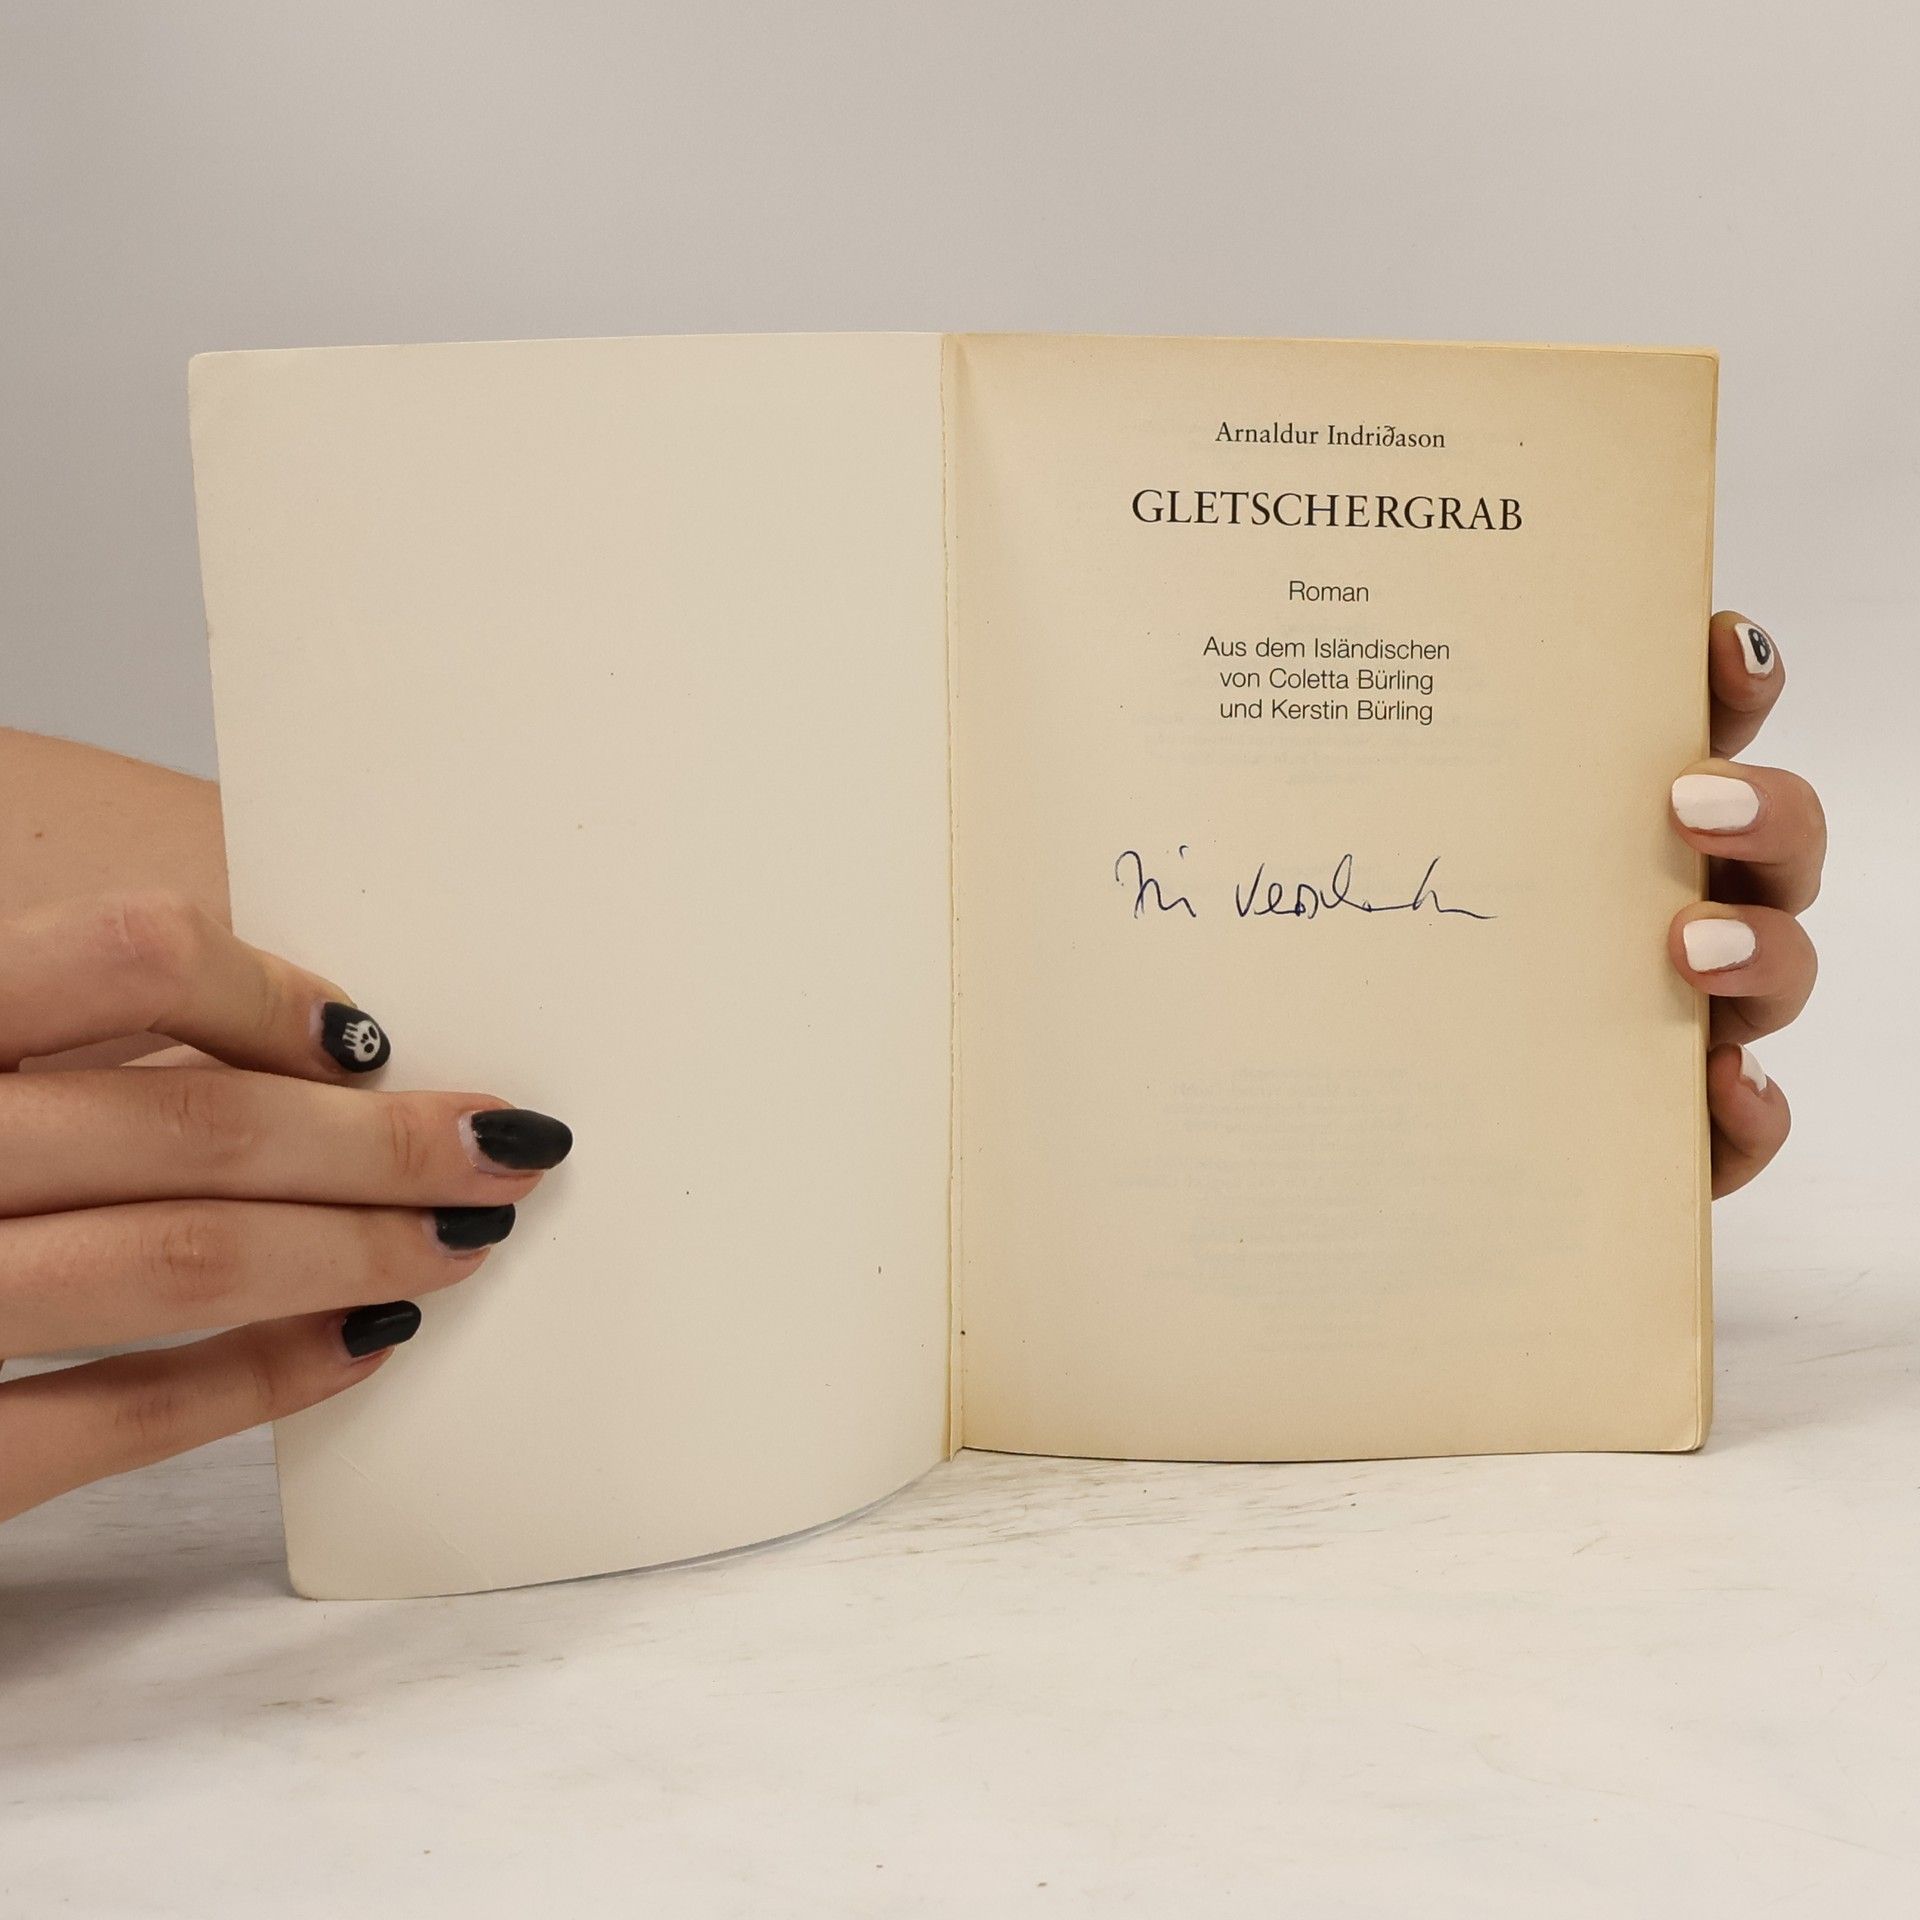 Arnaldur Indriðason
GLETSCHERGRAB
Roman
Aus dem Isländischen
von Coletta Bürling
und Kerstin Bürling